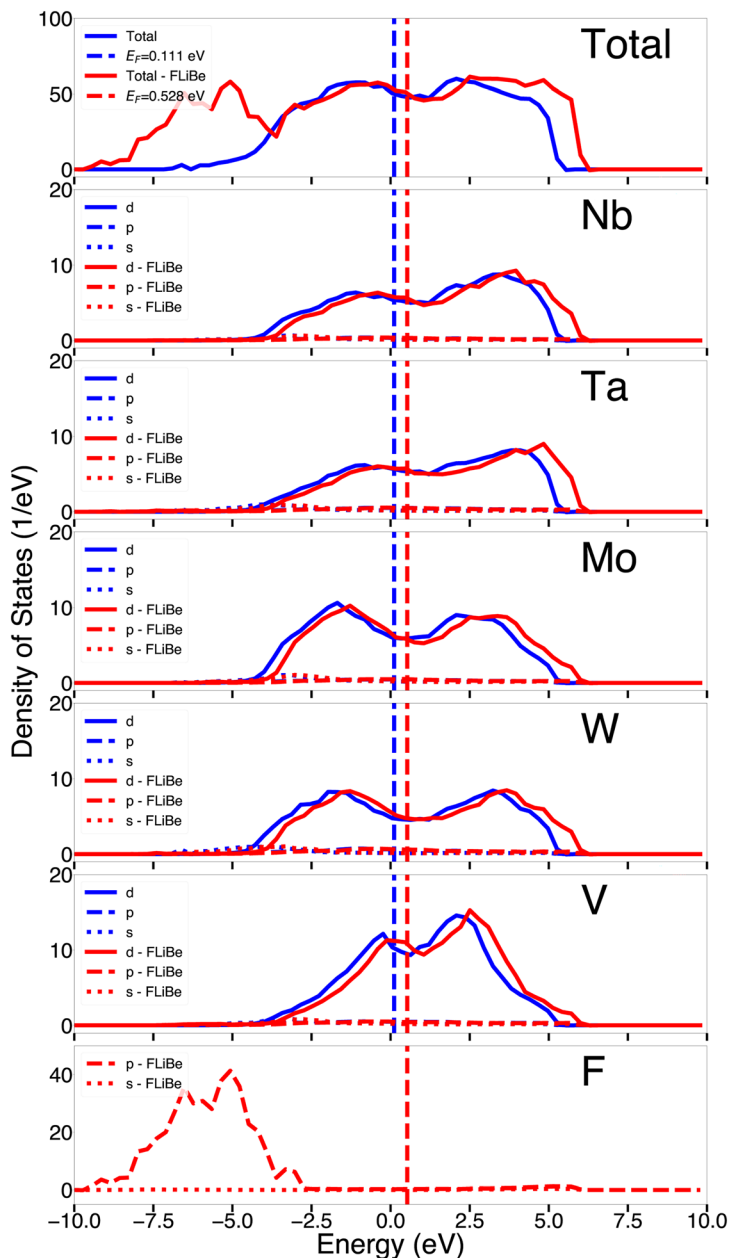 100
50
0
Total
E_F=0.111 eV
Total - FLiBe
E_F=0.528 eV
Total
20
10
0
d
p
s
d - FLiBe
p - FLiBe
s - FLiBe
Nb
20
10
0
d
p
s
d - FLiBe
p - FLiBe
s - FLiBe
Ta
20
10
0
d
p
s
d - FLiBe
p - FLiBe
s - FLiBe
Mo
20
10
0
d
p
s
d - FLiBe
p - FLiBe
s - FLiBe
W
20
10
0
d
p
s
d - FLiBe
p - FLiBe
s - FLiBe
V
40
20
0
p - FLiBe
s - FLiBe
F
Density of States (1/eV)
−10.0 −7.5 −5.0 −2.5 0.0 2.5 5.0 7.5 10.0
Energy (eV)